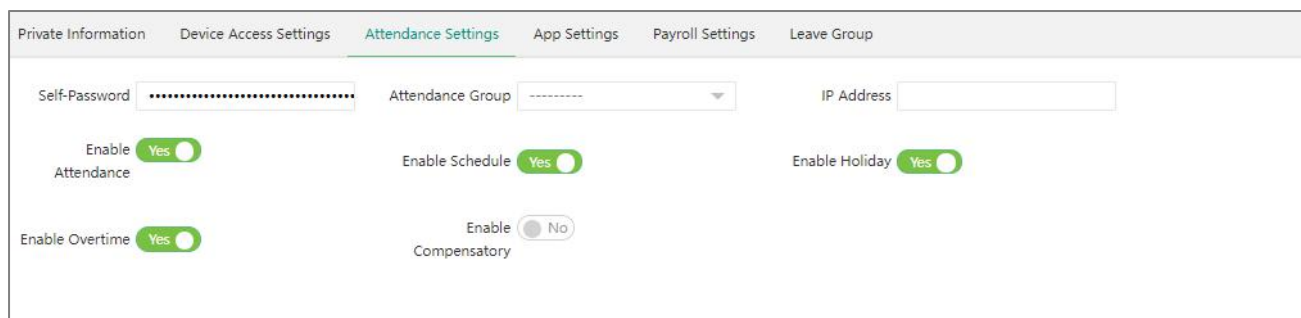 Private Information Device Access Settings Attendance Settings App Settings Payroll Settings Leave Group
Self-Password •••••••••••••••••••••••••••••••••• Attendance Group --------- IP Address
Enable Attendance Yes Enable Schedule Yes Enable Holiday Yes
Enable Overtime Yes Enable Compensatory No